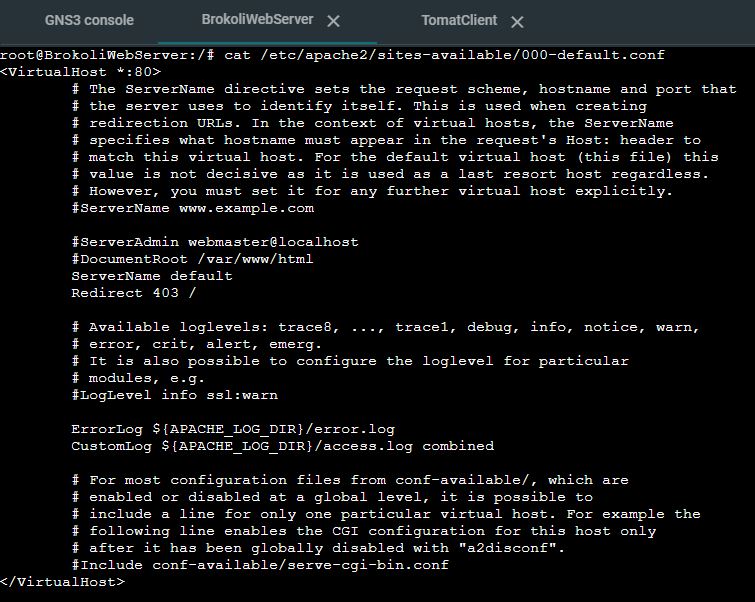 GNS3 console BrokoliWebServer TomatClient
root@BrokoliWebServer:/# cat /etc/apache2/sites-available/000-default.conf
<VirtualHost *:80>
# The ServerName directive sets the request scheme, hostname and port that
# the server uses to identify itself. This is used when creating
# redirection URLs. In the context of virtual hosts, the ServerName
# specifies what hostname must appear in the request's Host: header to
# match this virtual host. For the default virtual host (this file) this
# value is not decisive as it is used as a last resort host regardless.
# However, you must set it for any further virtual host explicitly.
#ServerName www.example.com
#ServerAdmin webmaster@localhost
#DocumentRoot /var/www/html
ServerName default
Redirect 403 /
# Available loglevels: trace8, ..., trace1, debug, info, notice, warn,
# error, crit, alert, emerg.
# It is also possible to configure the loglevel for particular
# modules, e.g.
#LogLevel info ssl:warn
ErrorLog ${APACHE_LOG_DIR}/error.log
CustomLog ${APACHE_LOG_DIR}/access.log combined
# For most configuration files from conf-available/, which are
# enabled or disabled at a global level, it is possible to
# include a line for only one particular virtual host. For example the
# following line enables the CGI configuration for this host only
# after it has been globally disabled with "a2disconf".
#Include conf-available/serve-cgi-bin.conf
</VirtualHost>